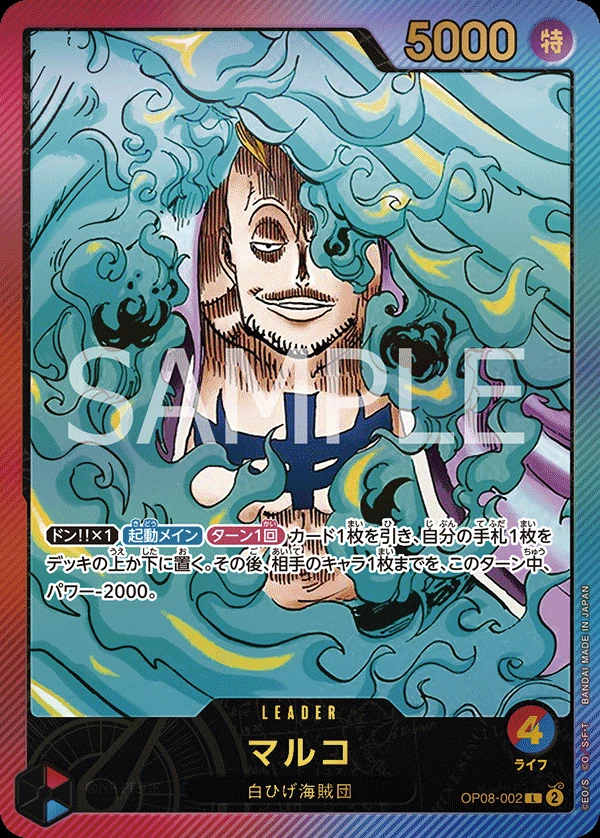 5000 特
SAMPLE
ドン!!×1 起動メイン ターン1回 カード1枚を引き、自分の手札1枚を
デッキの上か下に置く。その後、相手のキャラ1枚までを、このターン中、
パワー-2000。
LEADER
マルコ
白ひげ海賊団
4
ライフ
OP08-002 L 2
©E.O/S. ©O./S.F.T BANDAI MADE IN JAPAN